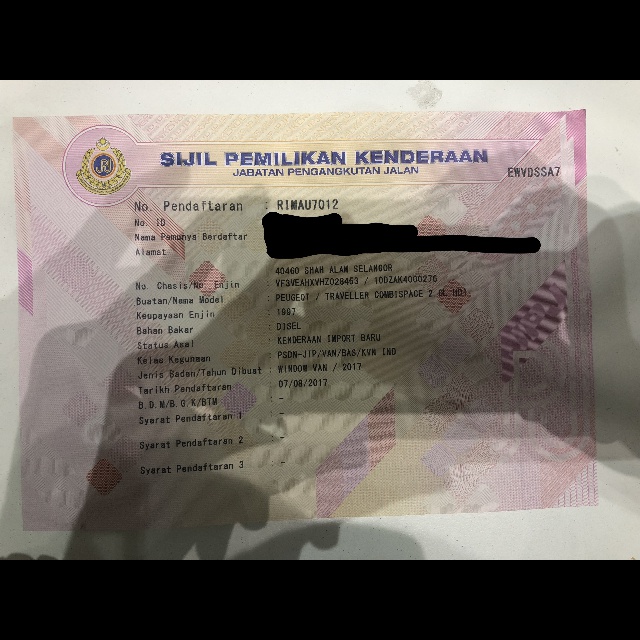 SIJIL PEMILIKAN KENDERAAN
JABATAN PENGANGKUTAN JALAN
EWVDSSA7
No. Pendaftaran : RIMAU7012
No. ID
Nama Pemunya Berdaftar
Alamat
40460 SHAH ALAM SELANGOR
No. Chasis/No. Enjin : VF3VEAHXVHZ028453 / 10DZAK4000276
Buatan/Nama Model : PEUGEOT / TRAVELLER COMBISPACE 2.0L HDI
Keupayaan Enjin : 1997
Bahan Bakar : DISEL
Status Asal : KENDERAAN IMPORT BARU
Kelas Kegunaan : PSDN-JIP/VAN/BAS/KVN IND
Jenis Badan/Tahun Dibuat : WINDOW VAN / 2017
Tarikh Pendaftaran : 07/08/2017
B.D.M/B.G.K/BTM : -
Syarat Pendaftaran 1 : -
Syarat Pendaftaran 2 : -
Syarat Pendaftaran 3 : -